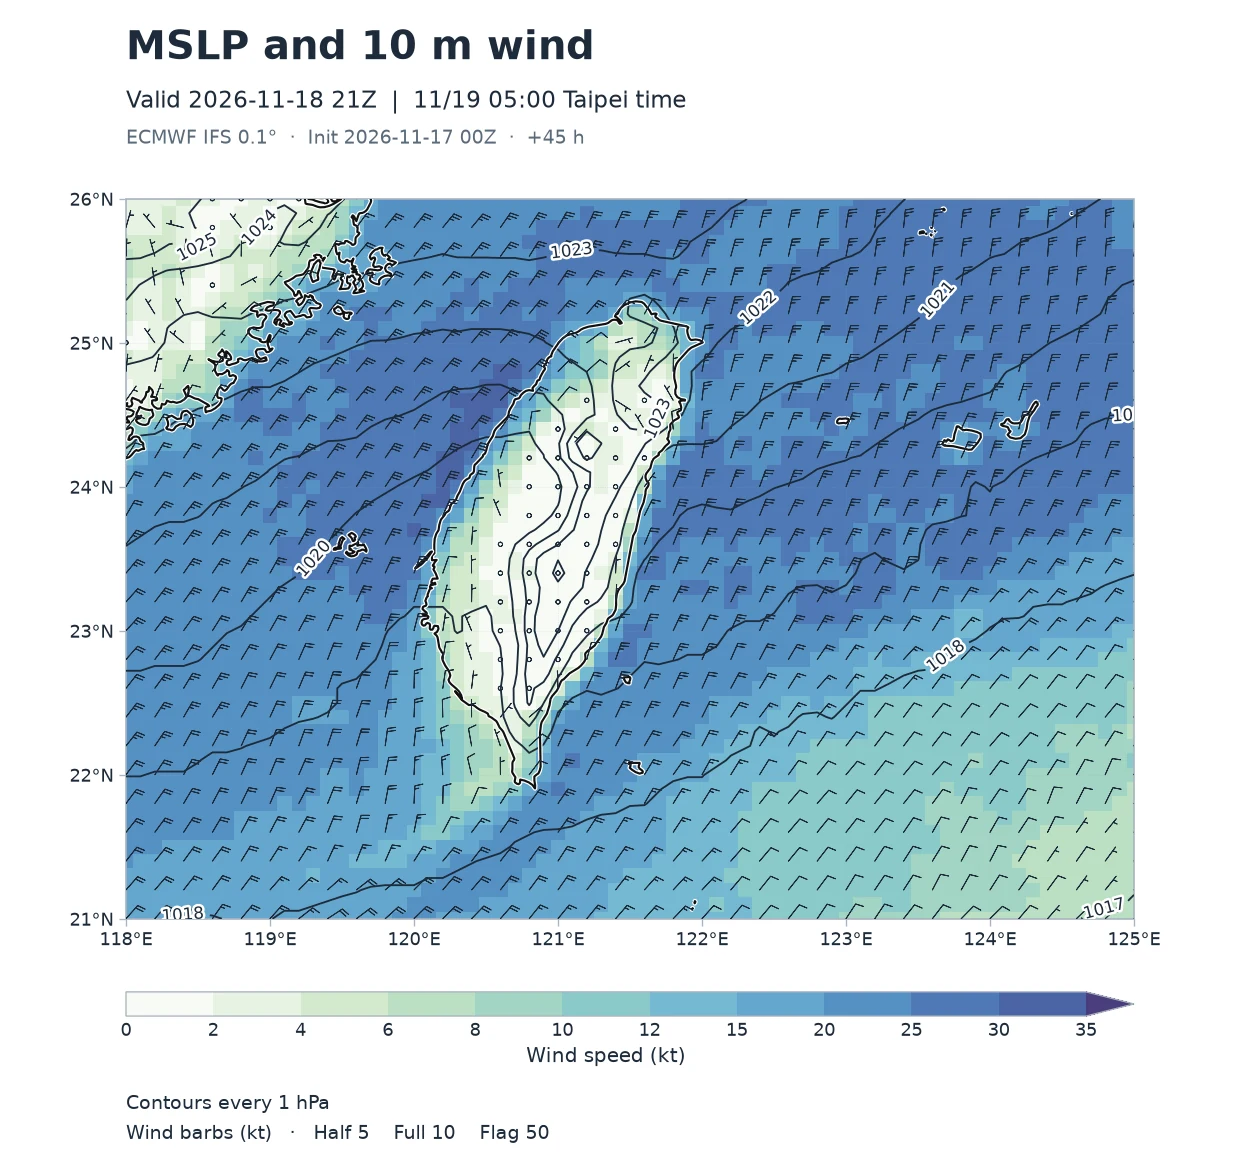 MSLP and 10 m wind
Valid 2026-11-18 21Z | 11/19 05:00 Taipei time
ECMWF IFS 0.1° · Init 2026-11-17 00Z · +45 h
26°N
25°N
24°N
23°N
22°N
21°N
1025
1024
1023
1022
1021
10
1023
1020
1018
1018
1017
118°E 119°E 120°E 121°E 122°E 123°E 124°E 125°E
0 2 4 6 8 10 12 15 20 25 30 35
Wind speed (kt)
Contours every 1 hPa
Wind barbs (kt) · Half 5 Full 10 Flag 50